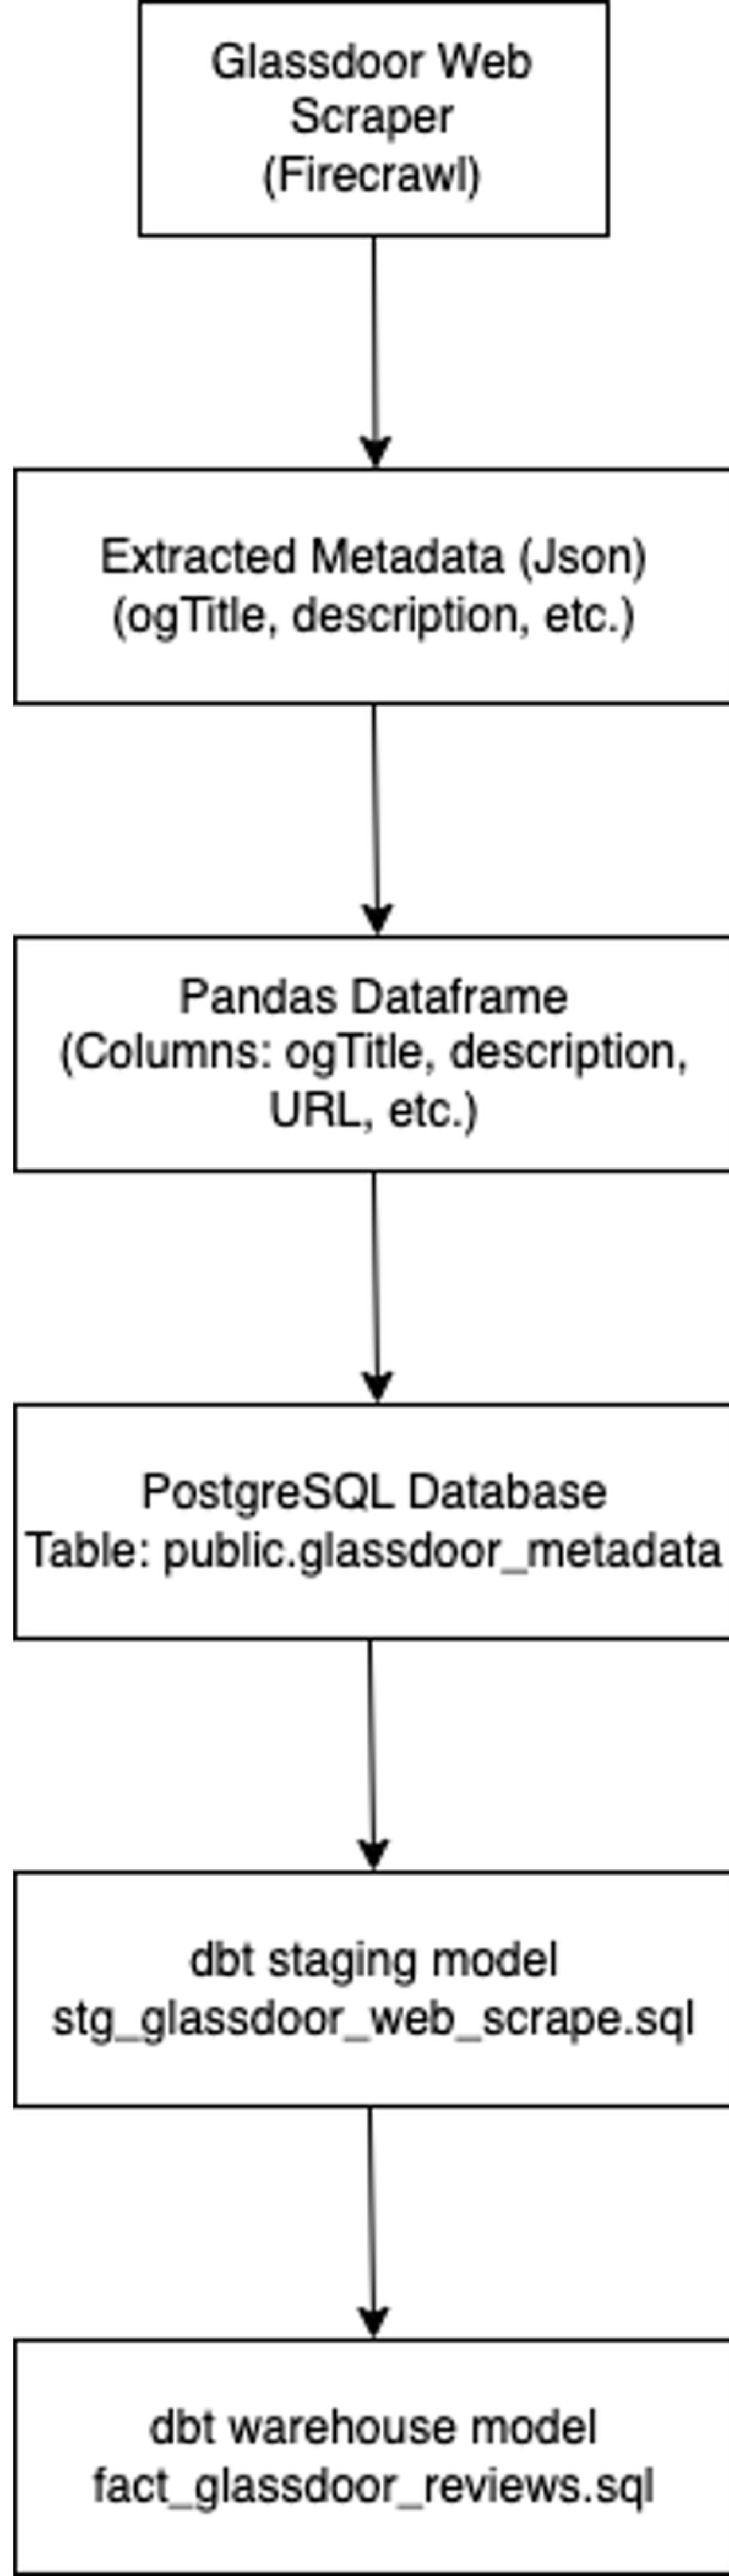 Glassdoor Web
Scraper
(Firecrawl)
Extracted Metadata (Json)
(ogTitle, description, etc.)
Pandas Dataframe
(Columns: ogTitle, description,
URL, etc.)
PostgreSQL Database
Table: public.glassdoor_metadata
dbt staging model
stg_glassdoor_web_scrape.sql
dbt warehouse model
fact_glassdoor_reviews.sql